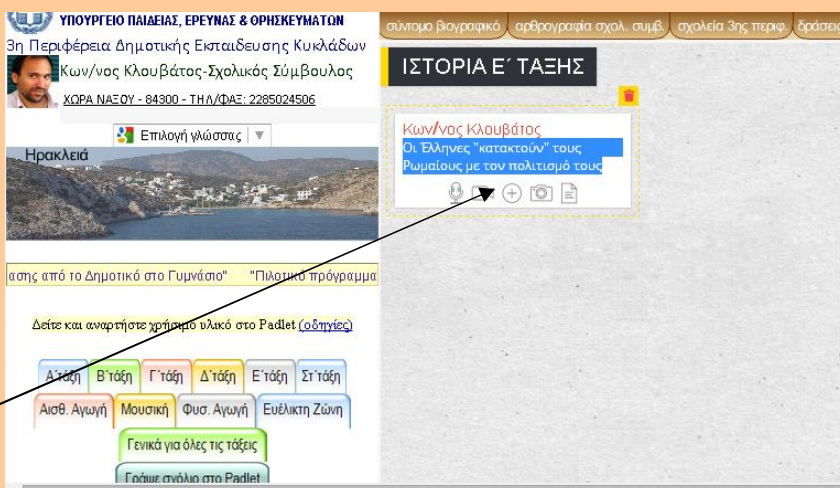 ΥΠΟΥΡΓΕΙΟ ΠΑΙΔΕΙΑΣ, ΕΡΕΥΝΑΣ & ΘΡΗΣΚΕΥΜΑΤΩΝ
3η Περιφέρεια Δημοτικής Εκπαίδευσης Κυκλάδων
Κων/νος Κλουβάτος-Σχολικός Σύμβουλος
ΧΩΡΑ ΝΑΞΟΥ - 84300 - ΤΗΛ/ΦΑΞ: 2285024506
Επιλογή γλώσσας
Ηρακλειά
ασης από το Δημοτικό στο Γυμνάσιο" "Πιλοτικό πρόγραμμα
Δείτε και αναρτήστε χρήσιμο υλικό στο Padlet (οδηγίες)
Α΄τάξη Β΄τάξη Γ΄τάξη Δ΄τάξη Ε΄τάξη Στ΄τάξη
Αισθ. Αγωγή Μουσική Φυσ. Αγωγή Ευέλικτη Ζώνη
Γενικά για όλες τις τάξεις
Γράψε σχόλιο στο Padlet
σύντομο βιογραφικό αρθρογραφία σχολ. συμβ. σχολεία 3ης περιφ. δράσεις
ΙΣΤΟΡΙΑ Ε΄ ΤΑΞΗΣ
Κων/νος Κλουβάτος
Οι Έλληνες "κατακτούν" τους
Ρωμαίους με τον πολιτισμό τους